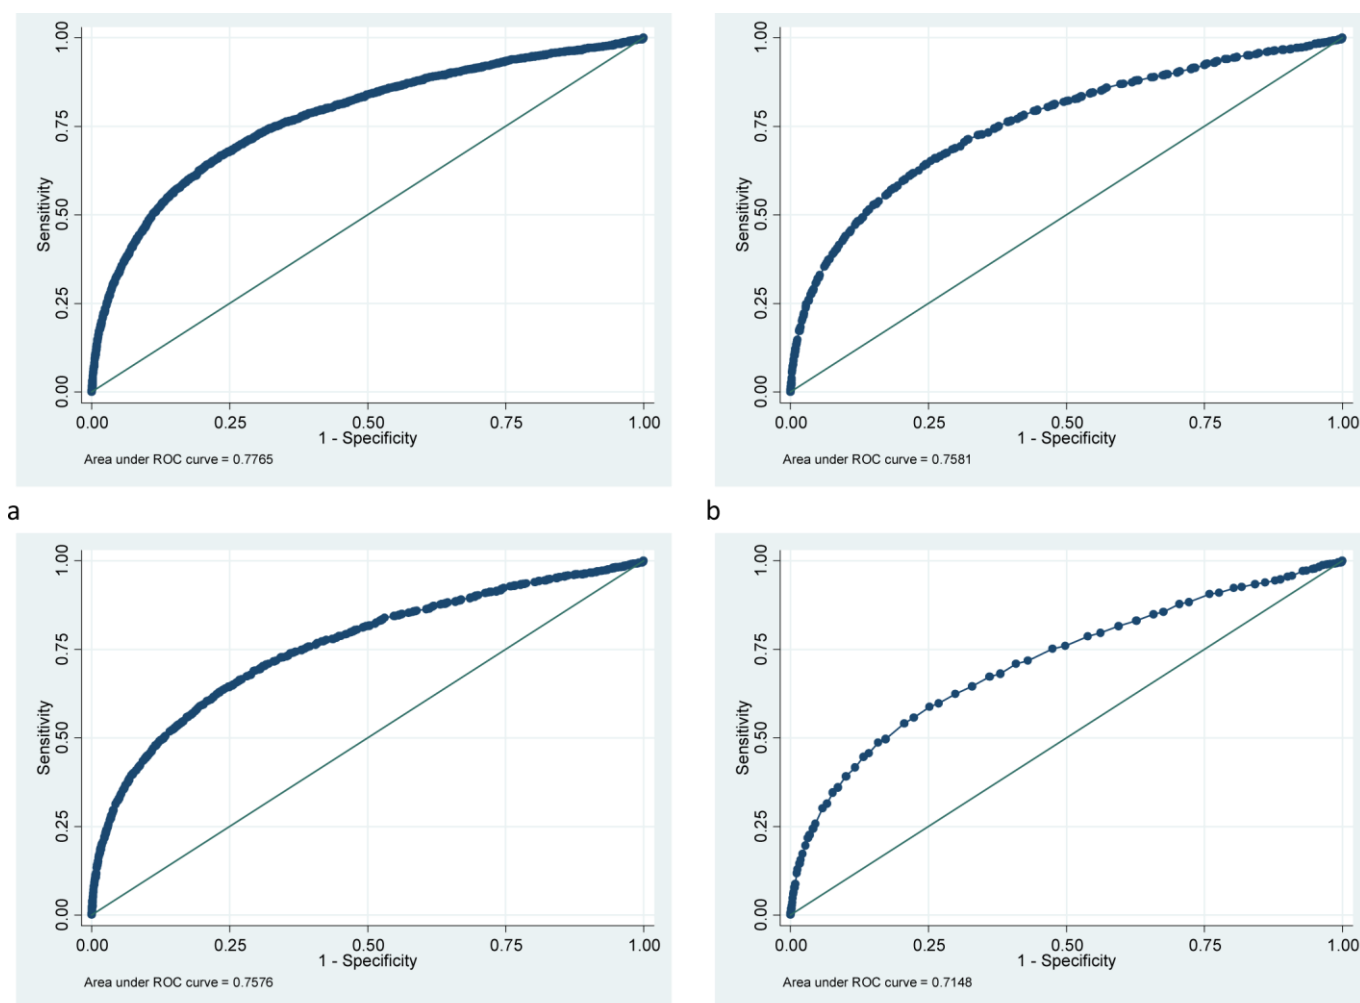 1.00
0.75
Sensitivity
0.50
0.25
0.00
0.00 0.25 0.50 0.75 1.00
1 - Specificity
Area under ROC curve = 0.7765
a
1.00
0.75
Sensitivity
0.50
0.25
0.00
0.00 0.25 0.50 0.75 1.00
1 - Specificity
Area under ROC curve = 0.7581
b
1.00
0.75
Sensitivity
0.50
0.25
0.00
0.00 0.25 0.50 0.75 1.00
1 - Specificity
Area under ROC curve = 0.7576
1.00
0.75
Sensitivity
0.50
0.25
0.00
0.00 0.25 0.50 0.75 1.00
1 - Specificity
Area under ROC curve = 0.7148